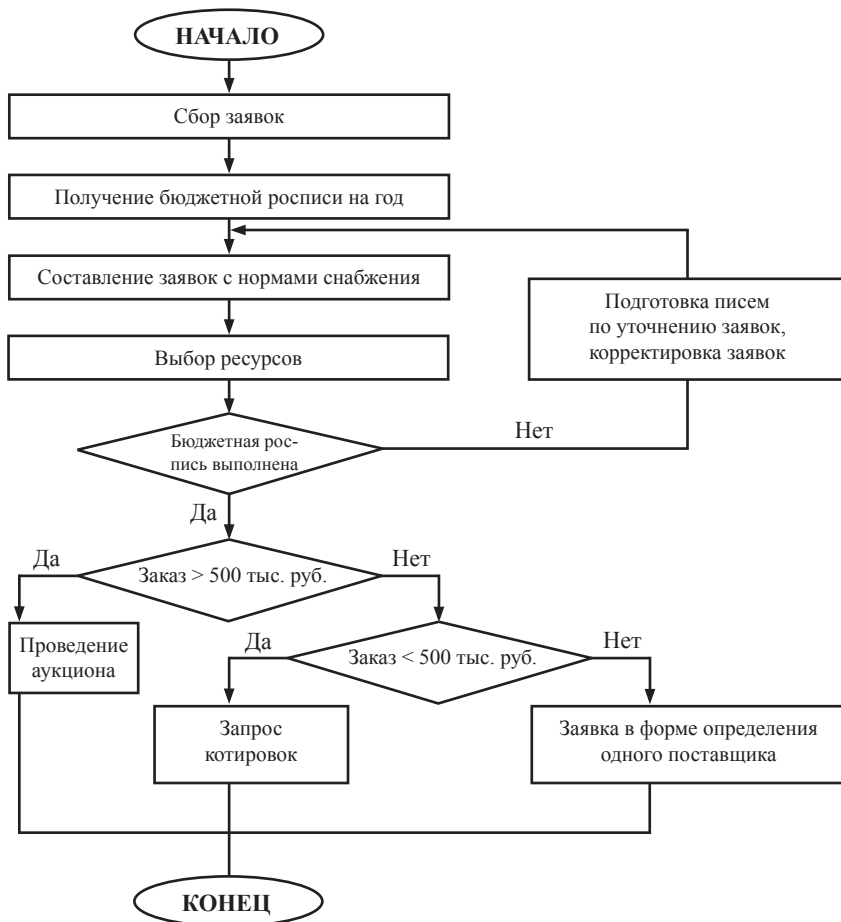 НАЧАЛО
Сбор заявок
Получение бюджетной росписи на год
Составление заявок с нормами снабжения
Подготовка писем
по уточнению заявок,
корректировка заявок
Выбор ресурсов
Бюджетная рос-
пись выполнена
Нет
Да
Да
Заказ > 500 тыс. руб.
Нет
Проведение
аукциона
Да
Заказ < 500 тыс. руб.
Нет
Запрос
котировок
Заявка в форме определения
одного поставщика
КОНЕЦ